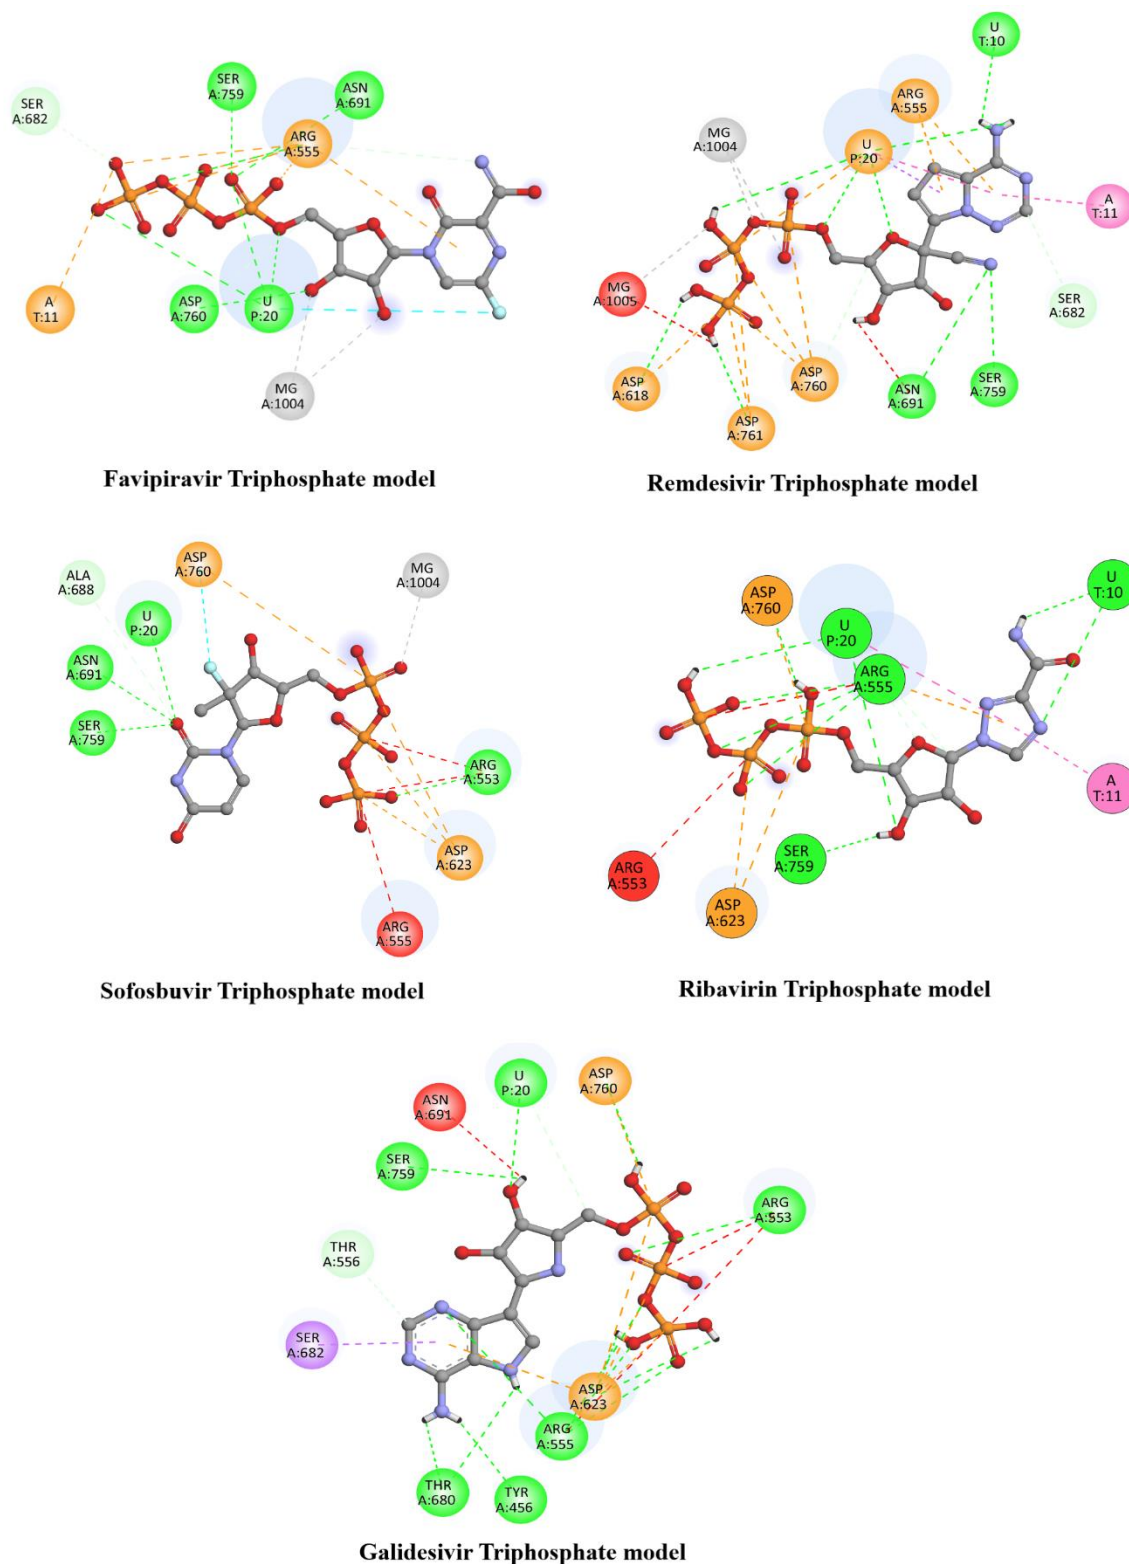 SER
A:682
SER
A:759
ASN
A:691
ARG
A:555
A
T:11
ASP
A:760
U
P:20
MG
A:1004
Favipiravir Triphosphate model
U
T:10
ARG
A:555
MG
A:1004
U
P:20
A
T:11
MG
A:1005
SER
A:682
ASP
A:618
ASP
A:760
ASP
A:761
ASN
A:691
SER
A:759
Remdesivir Triphosphate model
ASP
A:760
ALA
A:688
MG
A:1004
U
P:20
ASN
A:691
SER
A:759
ARG
A:553
ASP
A:623
ARG
A:555
Sofosbuvir Triphosphate model
ASP
A:760
U
P:20
U
T:10
ARG
A:555
A
T:11
ARG
A:553
SER
A:759
ASP
A:623
Ribavirin Triphosphate model
U
P:20
ASP
A:760
ASN
A:691
SER
A:759
ARG
A:553
THR
A:556
SER
A:682
ASP
A:623
ARG
A:555
THR
A:680
TYR
A:456
Galidesivir Triphosphate model